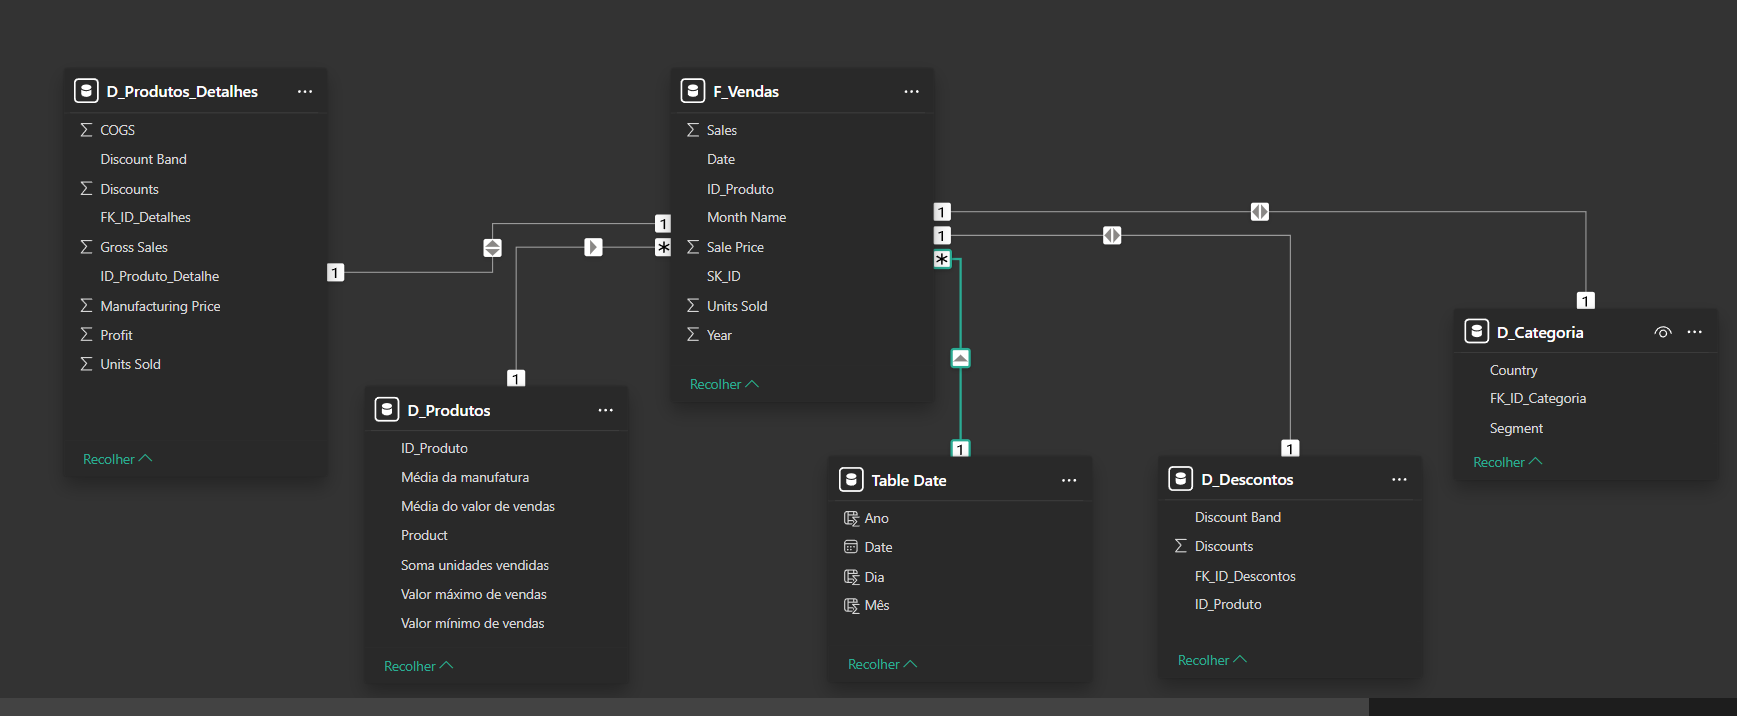 D_Produtos_Detalhes
COGS
Discount Band
Discounts
FK_ID_Detalhes
Gross Sales
ID_Produto_Detalhe
Manufacturing Price
Profit
Units Sold
Recolher
1
F_Vendas
Sales
Date
ID_Produto
Month Name
Sale Price
SK_ID
Units Sold
Year
Recolher
1
*
1
1
*
D_Produtos
ID_Produto
Média da manufatura
Média do valor de vendas
Product
Soma unidades vendidas
Valor máximo de vendas
Valor mínimo de vendas
Recolher
1
Table Date
Ano
Date
Dia
Mês
Recolher
1
D_Descontos
Discount Band
Discounts
FK_ID_Descontos
ID_Produto
Recolher
1
D_Categoria
Country
FK_ID_Categoria
Segment
Recolher
1